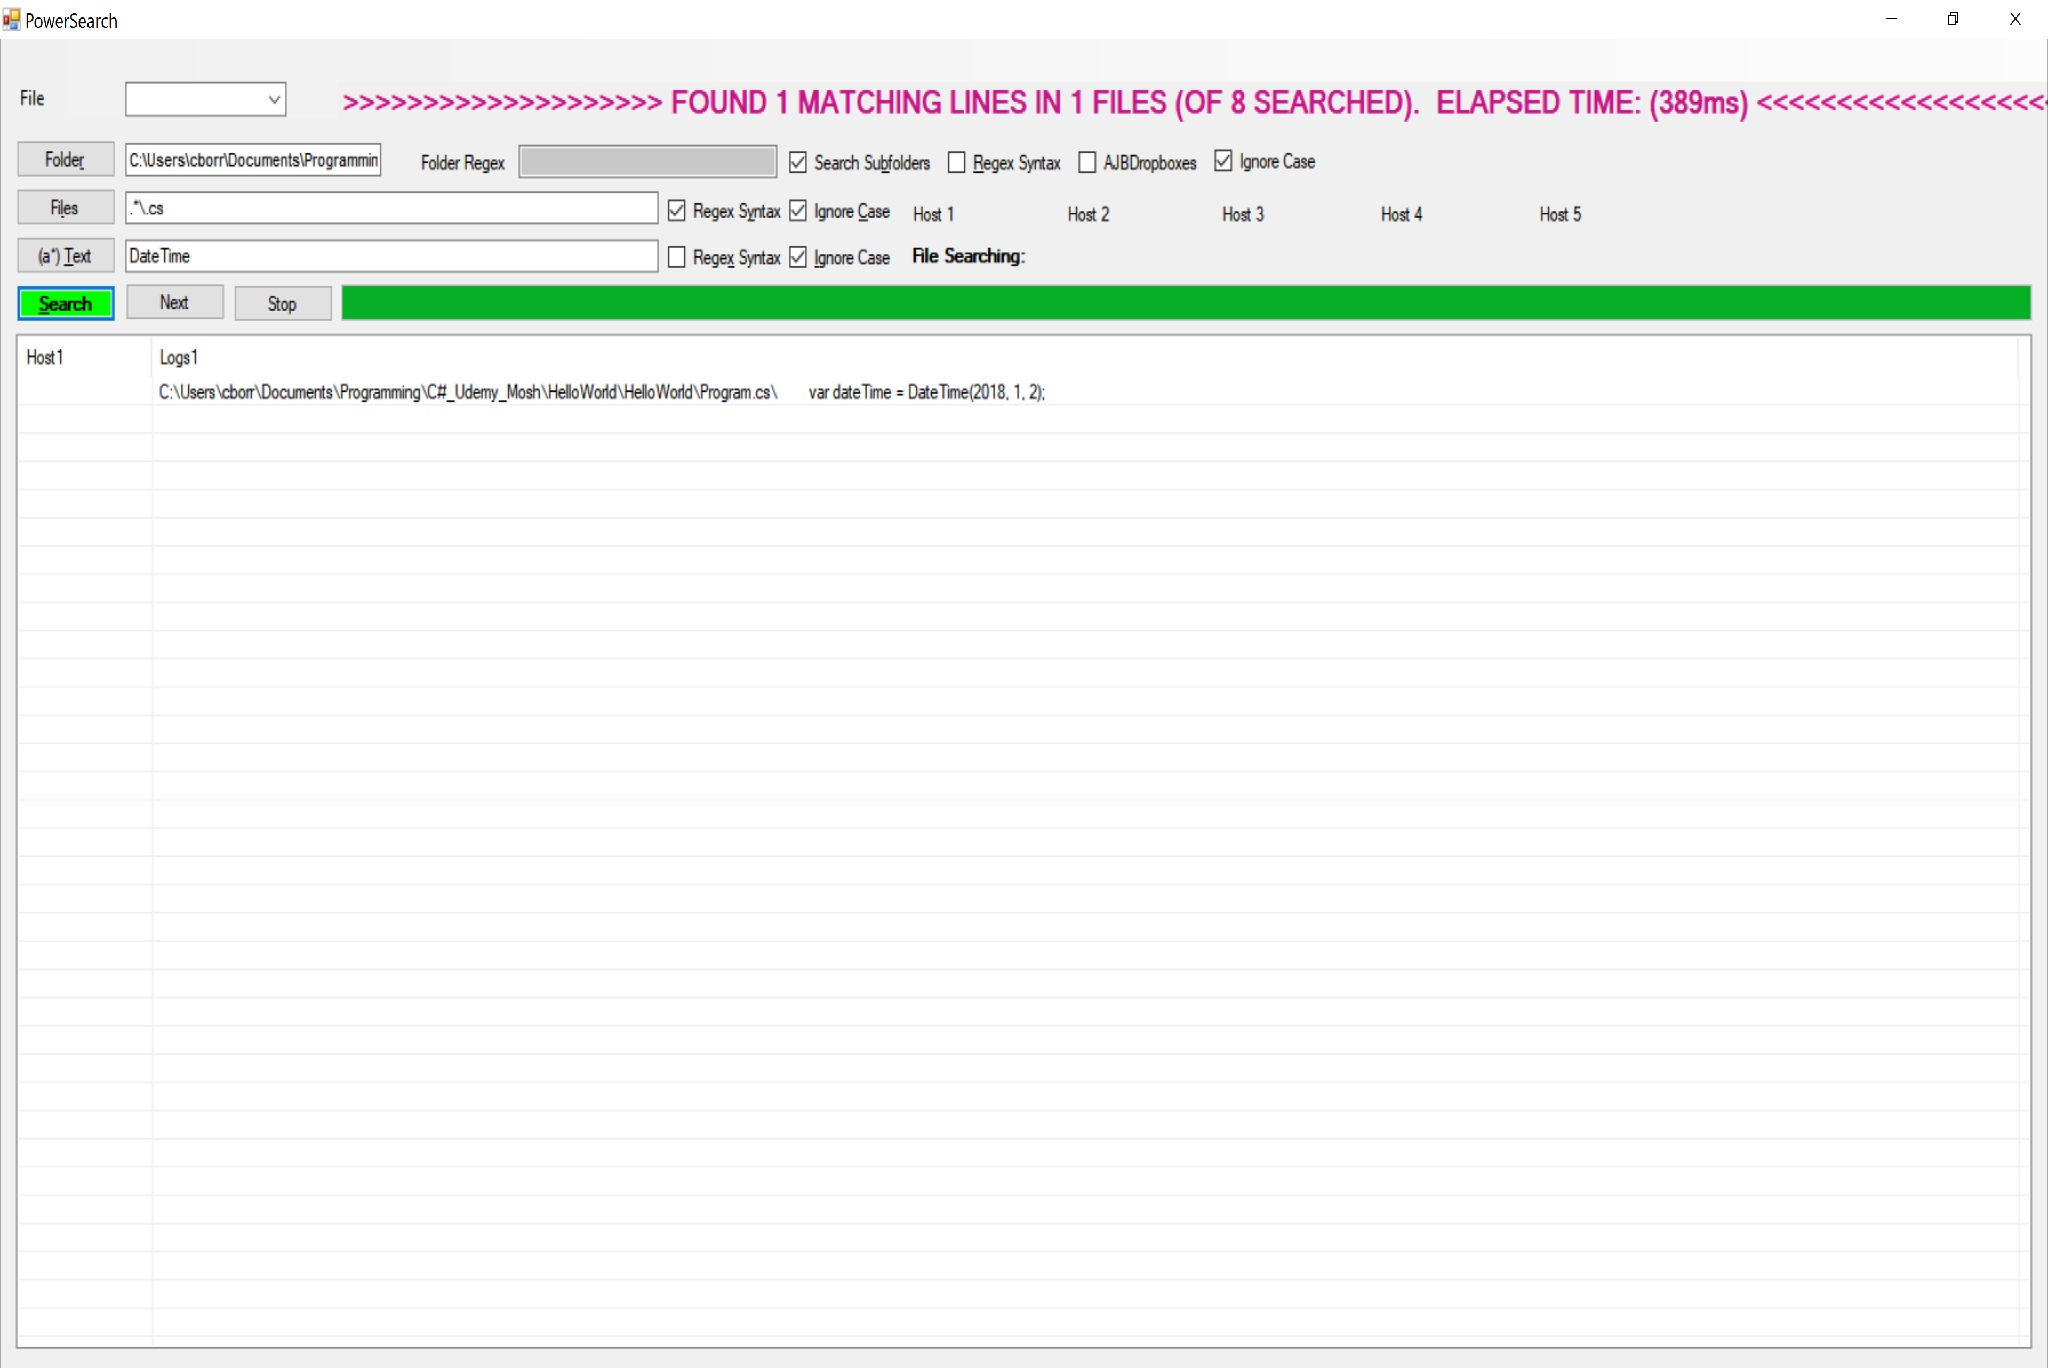 PowerSearch
File >>>>>>>>>>>>>>>>>>>> FOUND 1 MATCHING LINES IN 1 FILES (OF 8 SEARCHED). ELAPSED TIME: (389ms) <<<<<<<<<<<<<<<<<<
Folder C:\Users\cborr\Documents\Programmin Folder Regex Search Subfolders Regex Syntax AJBDropboxes Ignore Case
Files .*\.cs Regex Syntax Ignore Case Host 1 Host 2 Host 3 Host 4 Host 5
(a*) Text DateTime Regex Syntax Ignore Case File Searching:
Search Next Stop
Host1 Logs1
C:\Users\cborr\Documents\Programming\C#_Udemy_Mosh\HelloWorld\HelloWorld\Program.cs\ var dateTime = DateTime(2018, 1, 2);